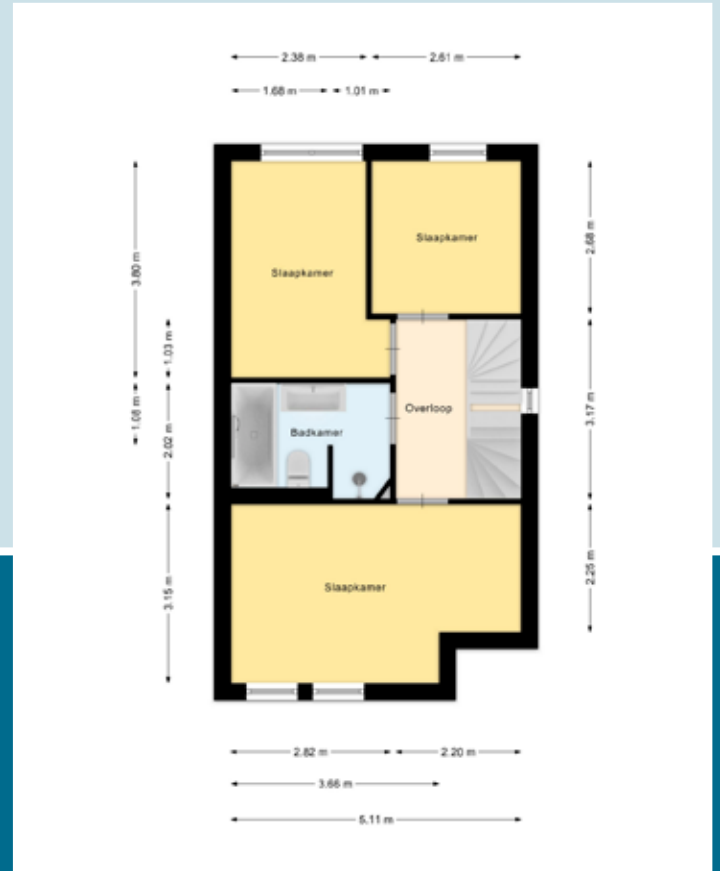 2.38 m 2.61 m
1.68 m 1.01 m
Slaapkamer
2.68 m
3.80 m
Slaapkamer
1.03 m
1.08 m
Overloop
3.17 m
Badkamer
2.02 m
2.25 m
Slaapkamer
3.15 m
2.82 m 2.20 m
3.66 m
5.11 m